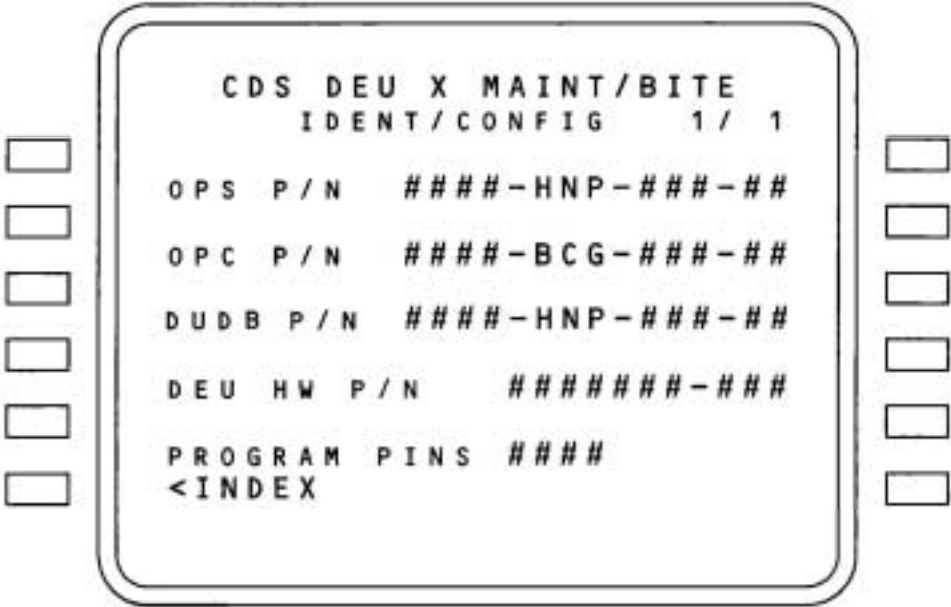 CDS DEU X MAINT/BITE
IDENT/CONFIG 1/ 1
OPS P/N ####-HNP-###-##
OPC P/N ####-BCG-###-##
DUDB P/N ####-HNP-###-##
DEU HW P/N #######-###
PROGRAM PINS ####
<INDEX